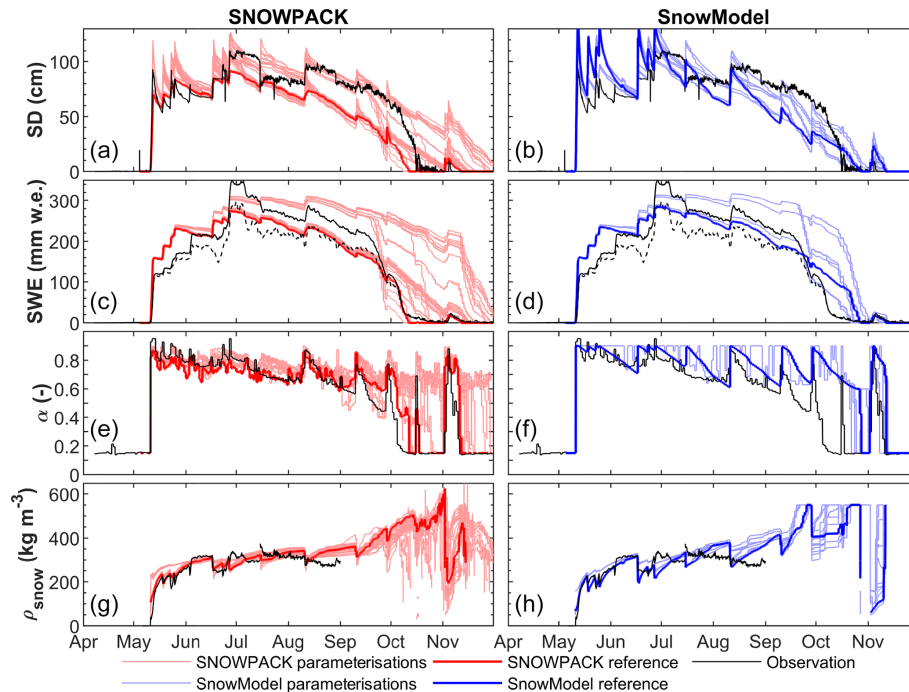 SNOWPACK SnowModel
SD (cm)
100
50
0
(a) (b)
SWE (mm w.e.)
300
200
100
0
(c) (d)
α (-)
0.8
0.6
0.4
0.2
0
(e) (f)
ρsnow (kg m-3)
600
400
200
0
(g) (h)
Apr May Jun Jul Aug Sep Oct Nov Apr May Jun Jul Aug Sep Oct Nov
SNOWPACK parameterisations SNOWPACK reference Observation
SnowModel parameterisations SnowModel reference